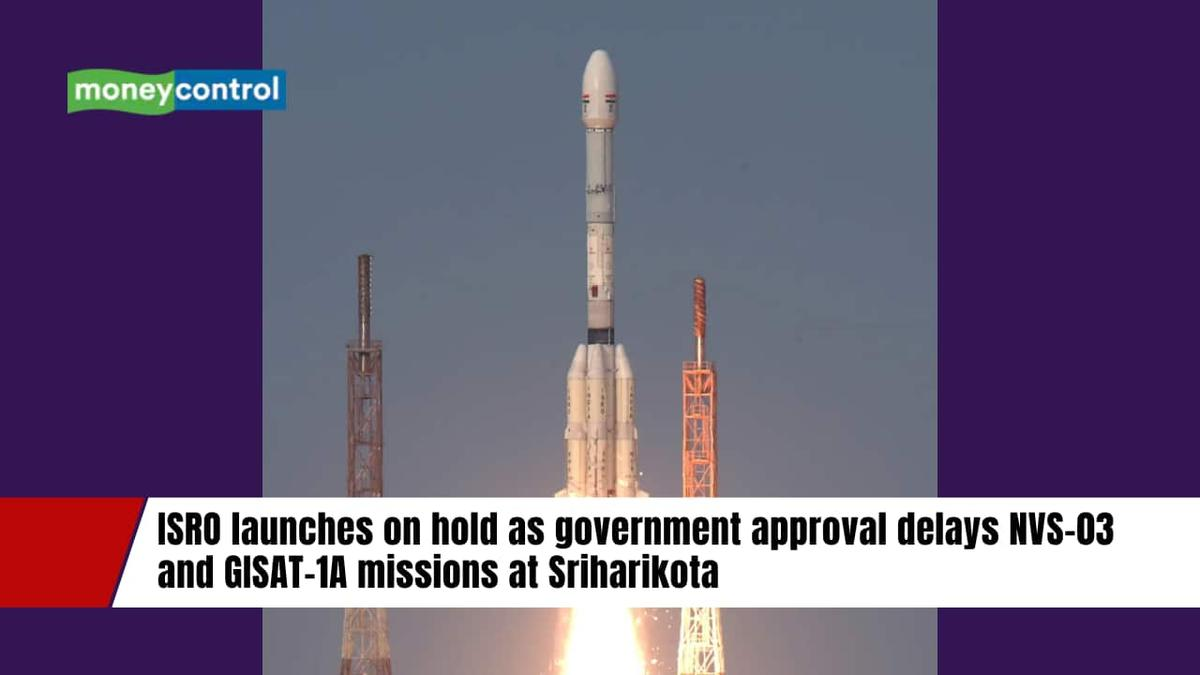 moneycontrol
ISRO launches on hold as government approval delays NVS-03
and GISAT-1A missions at Sriharikota